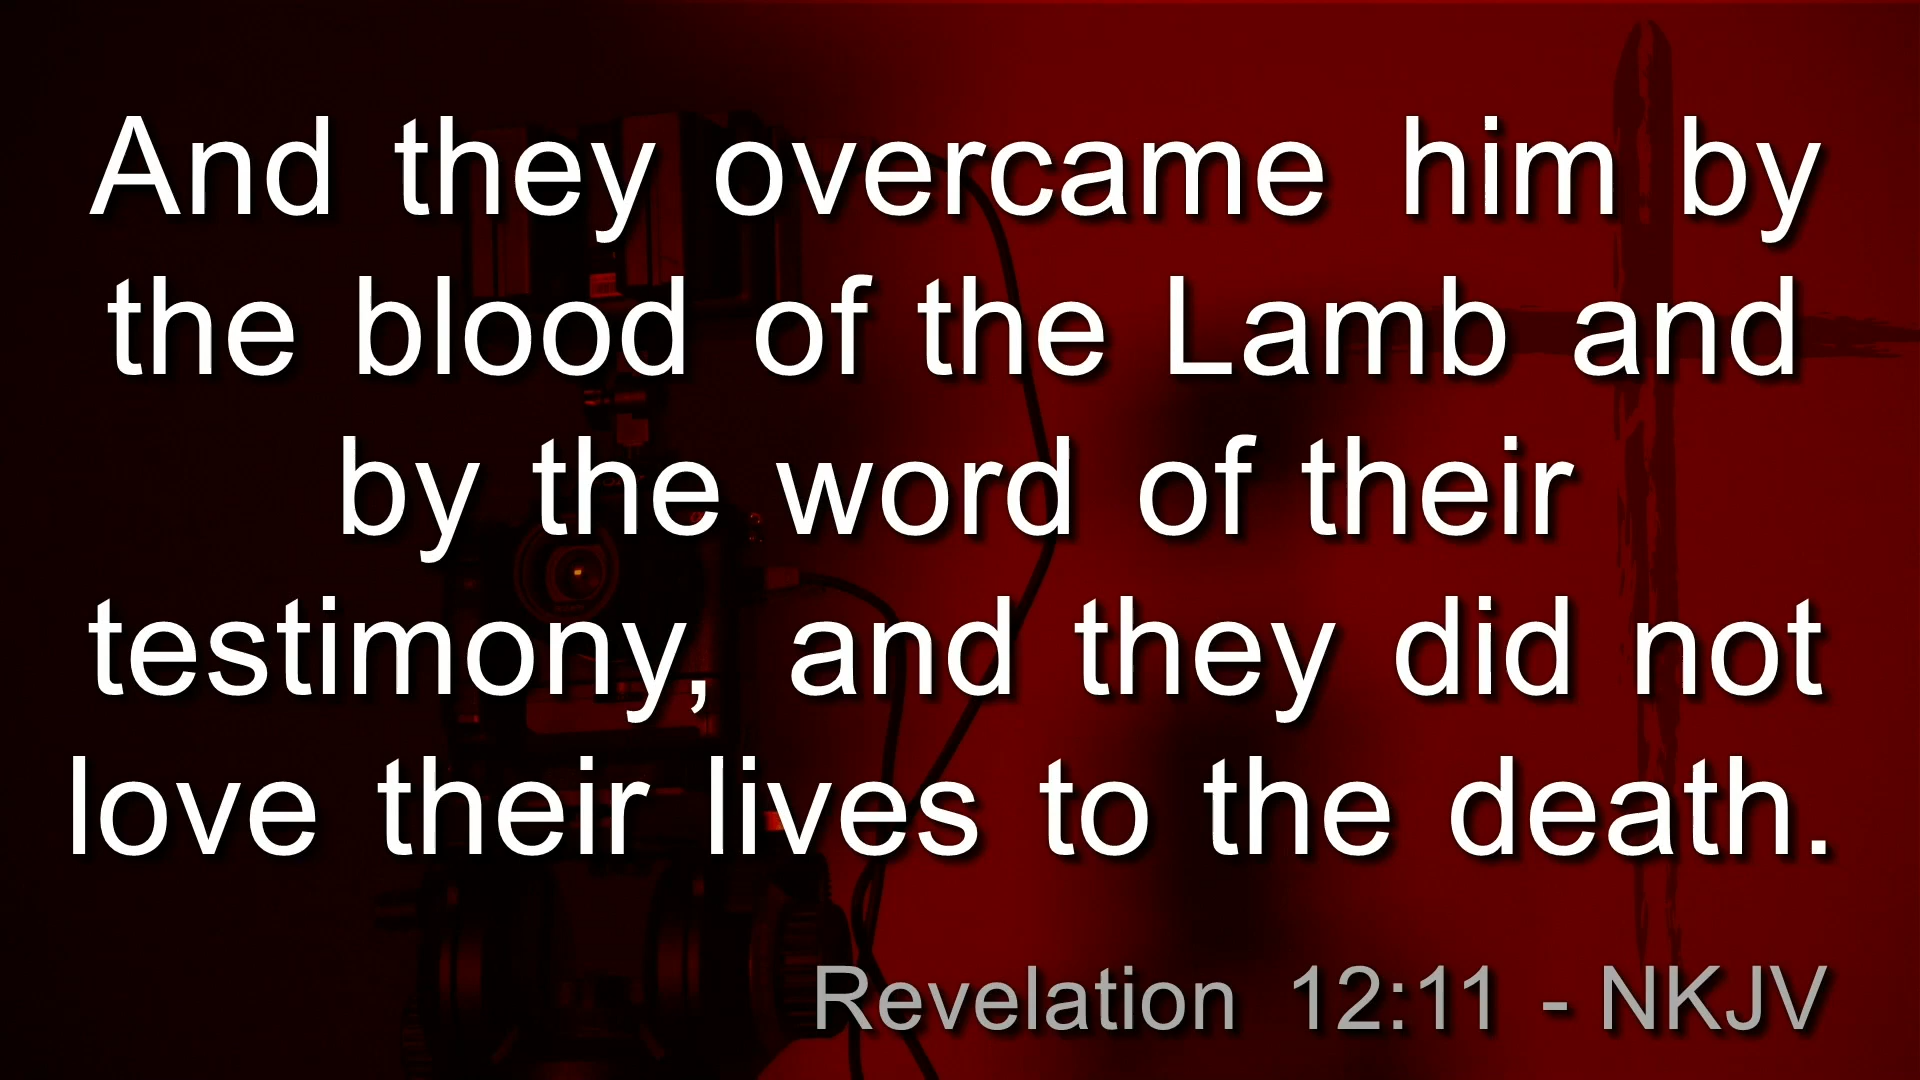 And they overcame him by
the blood of the Lamb and
by the word of their
testimony, and they did not
love their lives to the death.
Revelation 12:11 - NKJV